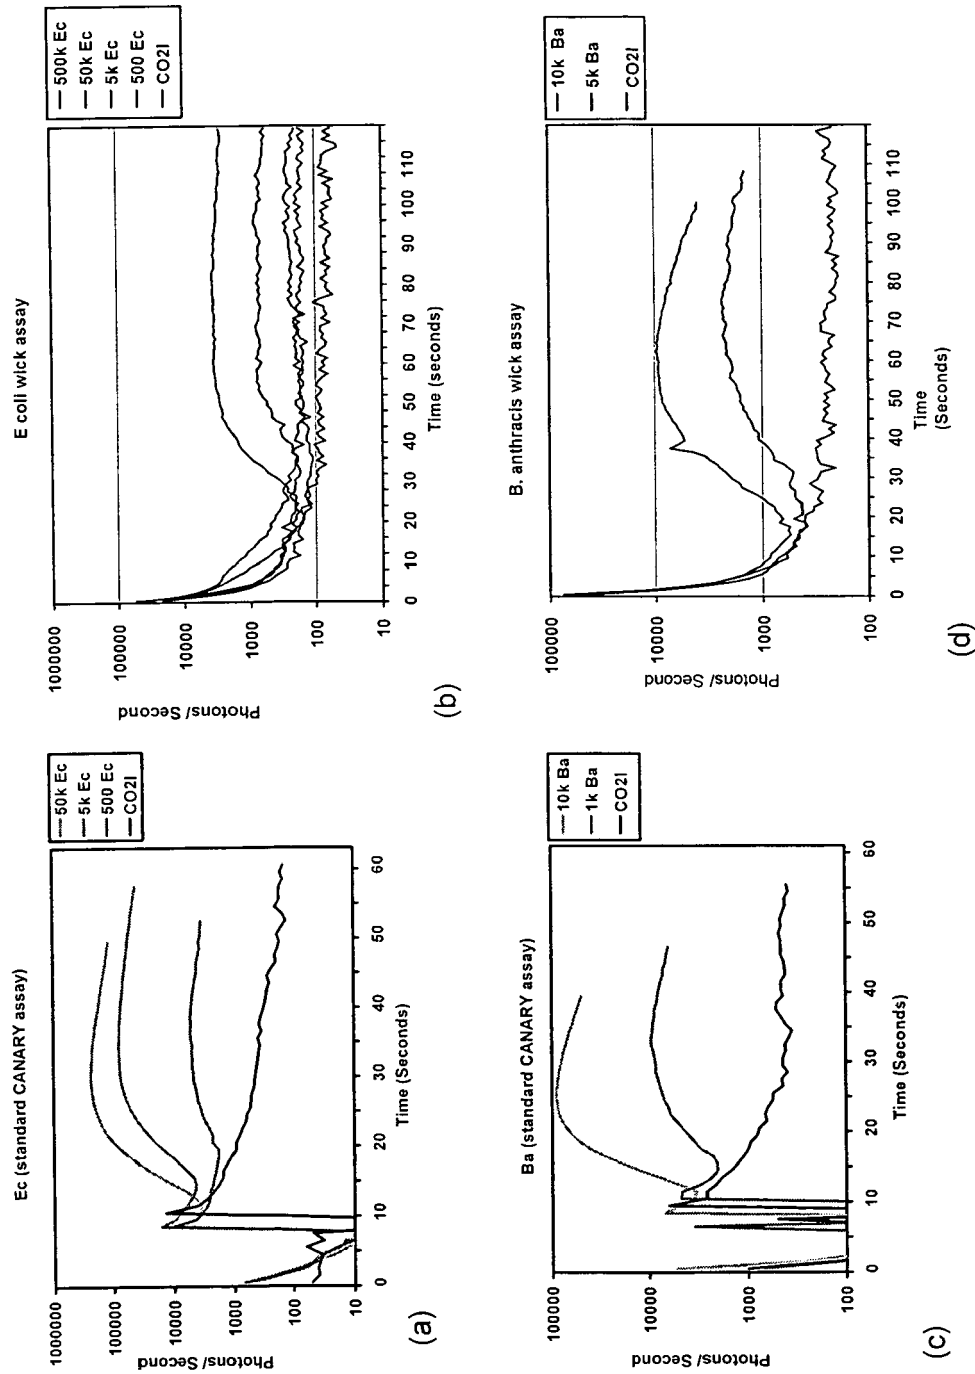 Ec (standard CANARY assay)
50k Ec
5k Ec
500 Ec
CO2I
Photons/ Second
1000000
100000
10000
1000
100
10
0
10
20
30
40
50
60
Time (Seconds)
(a)
E coli wick assay
500k Ec
50k Ec
5k Ec
500 Ec
CO2I
Photons/ Second
1000000
100000
10000
1000
100
10
0
10
20
30
40
50
60
70
80
90
100
110
Time (seconds)
(b)
Ba (standard CANARY assay)
10k Ba
1k Ba
CO2I
Photons/ Second
100000
10000
1000
100
0
10
20
30
40
50
60
Time (Seconds)
(c)
B. anthracis wick assay
10k Ba
5k Ba
CO2I
Photons/ Second
100000
10000
1000
100
0
10
20
30
40
50
60
70
80
90
100
110
Time
(Seconds)
(d)